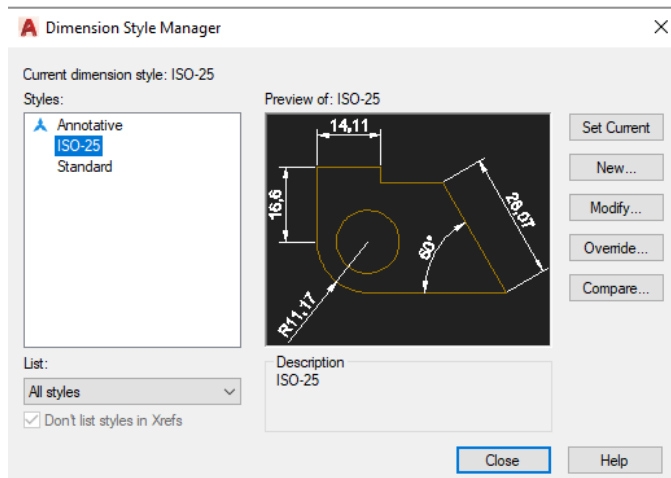 Dimension Style Manager
Current dimension style: ISO-25
Styles:
Annotative
ISO-25
Standard
Preview of: ISO-25
14,11
16,6
28,07
60°
R11,17
Set Current
New...
Modify...
Override...
Compare...
List:
All styles
Don't list styles in Xrefs
Description
ISO-25
Close
Help